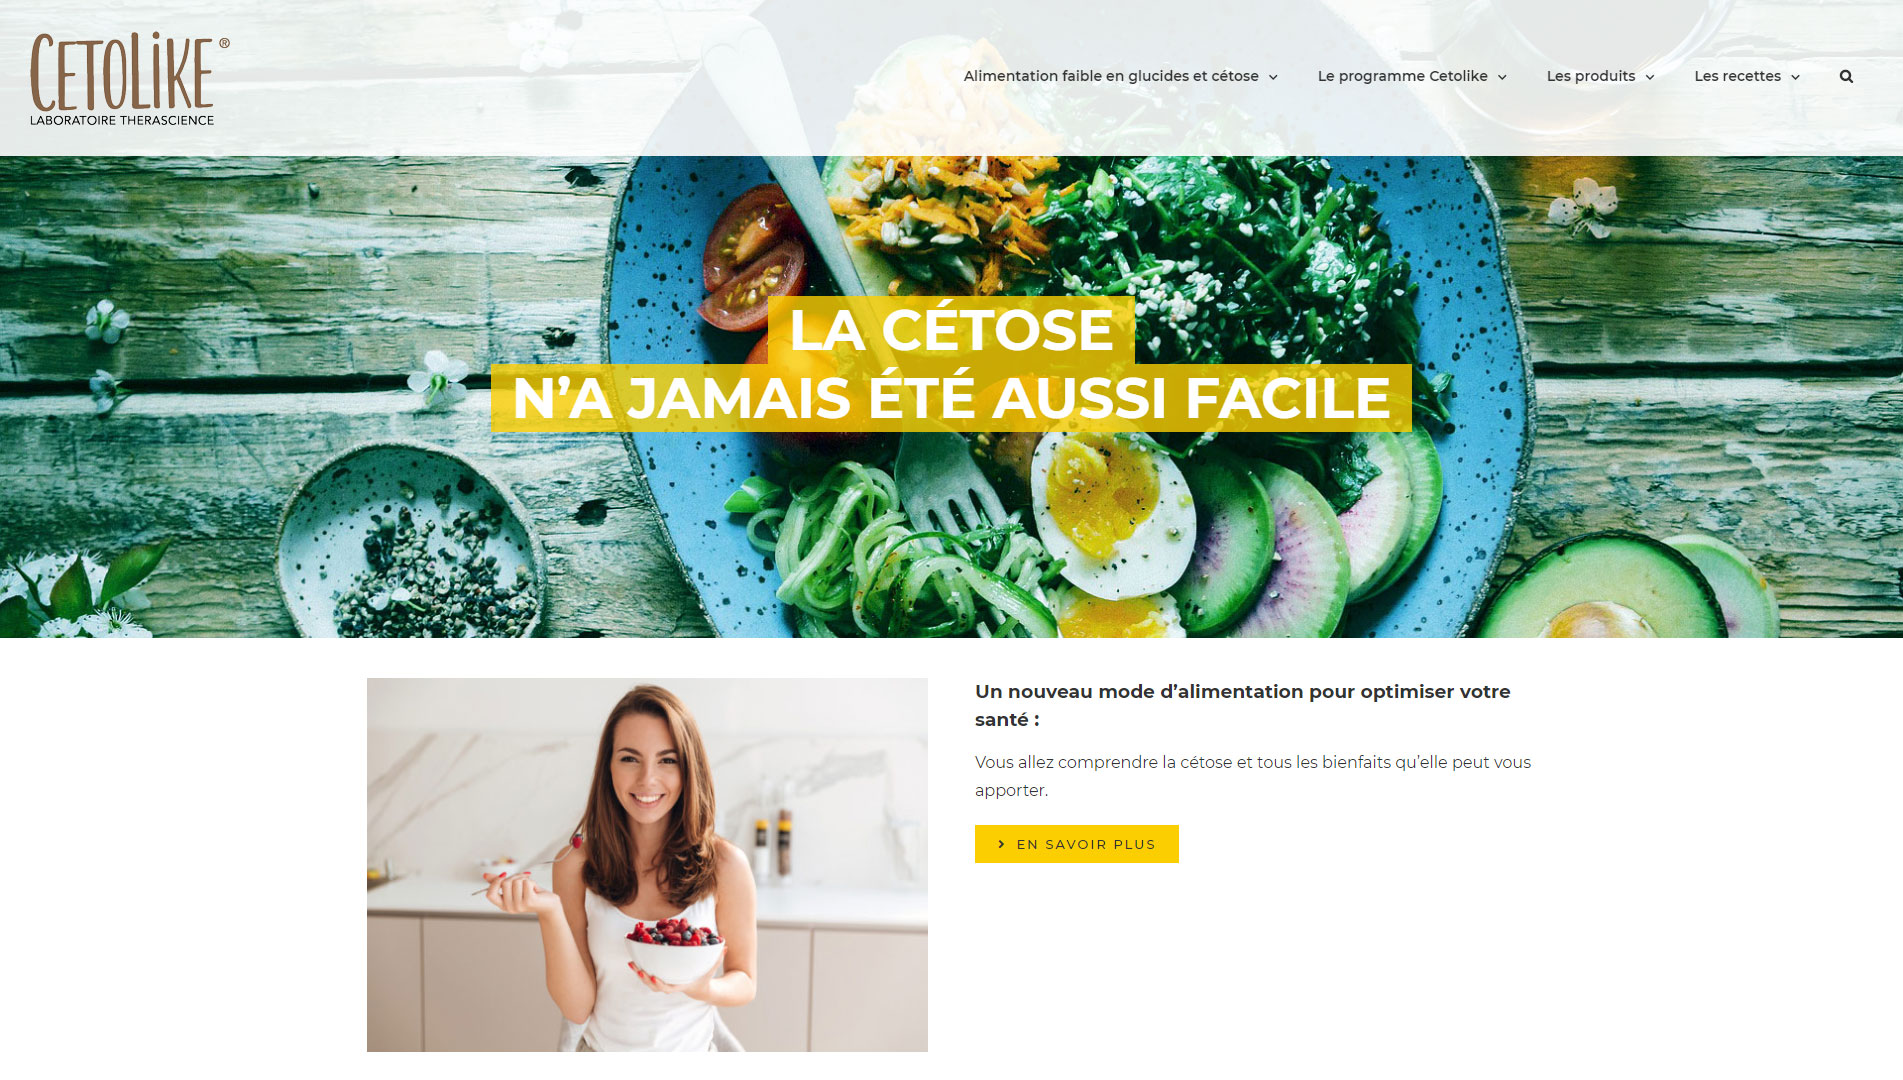 CETOLIKE®
LABORATOIRE THERASCIENCE
Alimentation faible en glucides et cétose
Le programme Cetolike
Les produits
Les recettes
LA CÉTOSE
N’A JAMAIS ÉTÉ AUSSI FACILE
Un nouveau mode d’alimentation pour optimiser votre
santé :
Vous allez comprendre la cétose et tous les bienfaits qu’elle peut vous
apporter.
EN SAVOIR PLUS